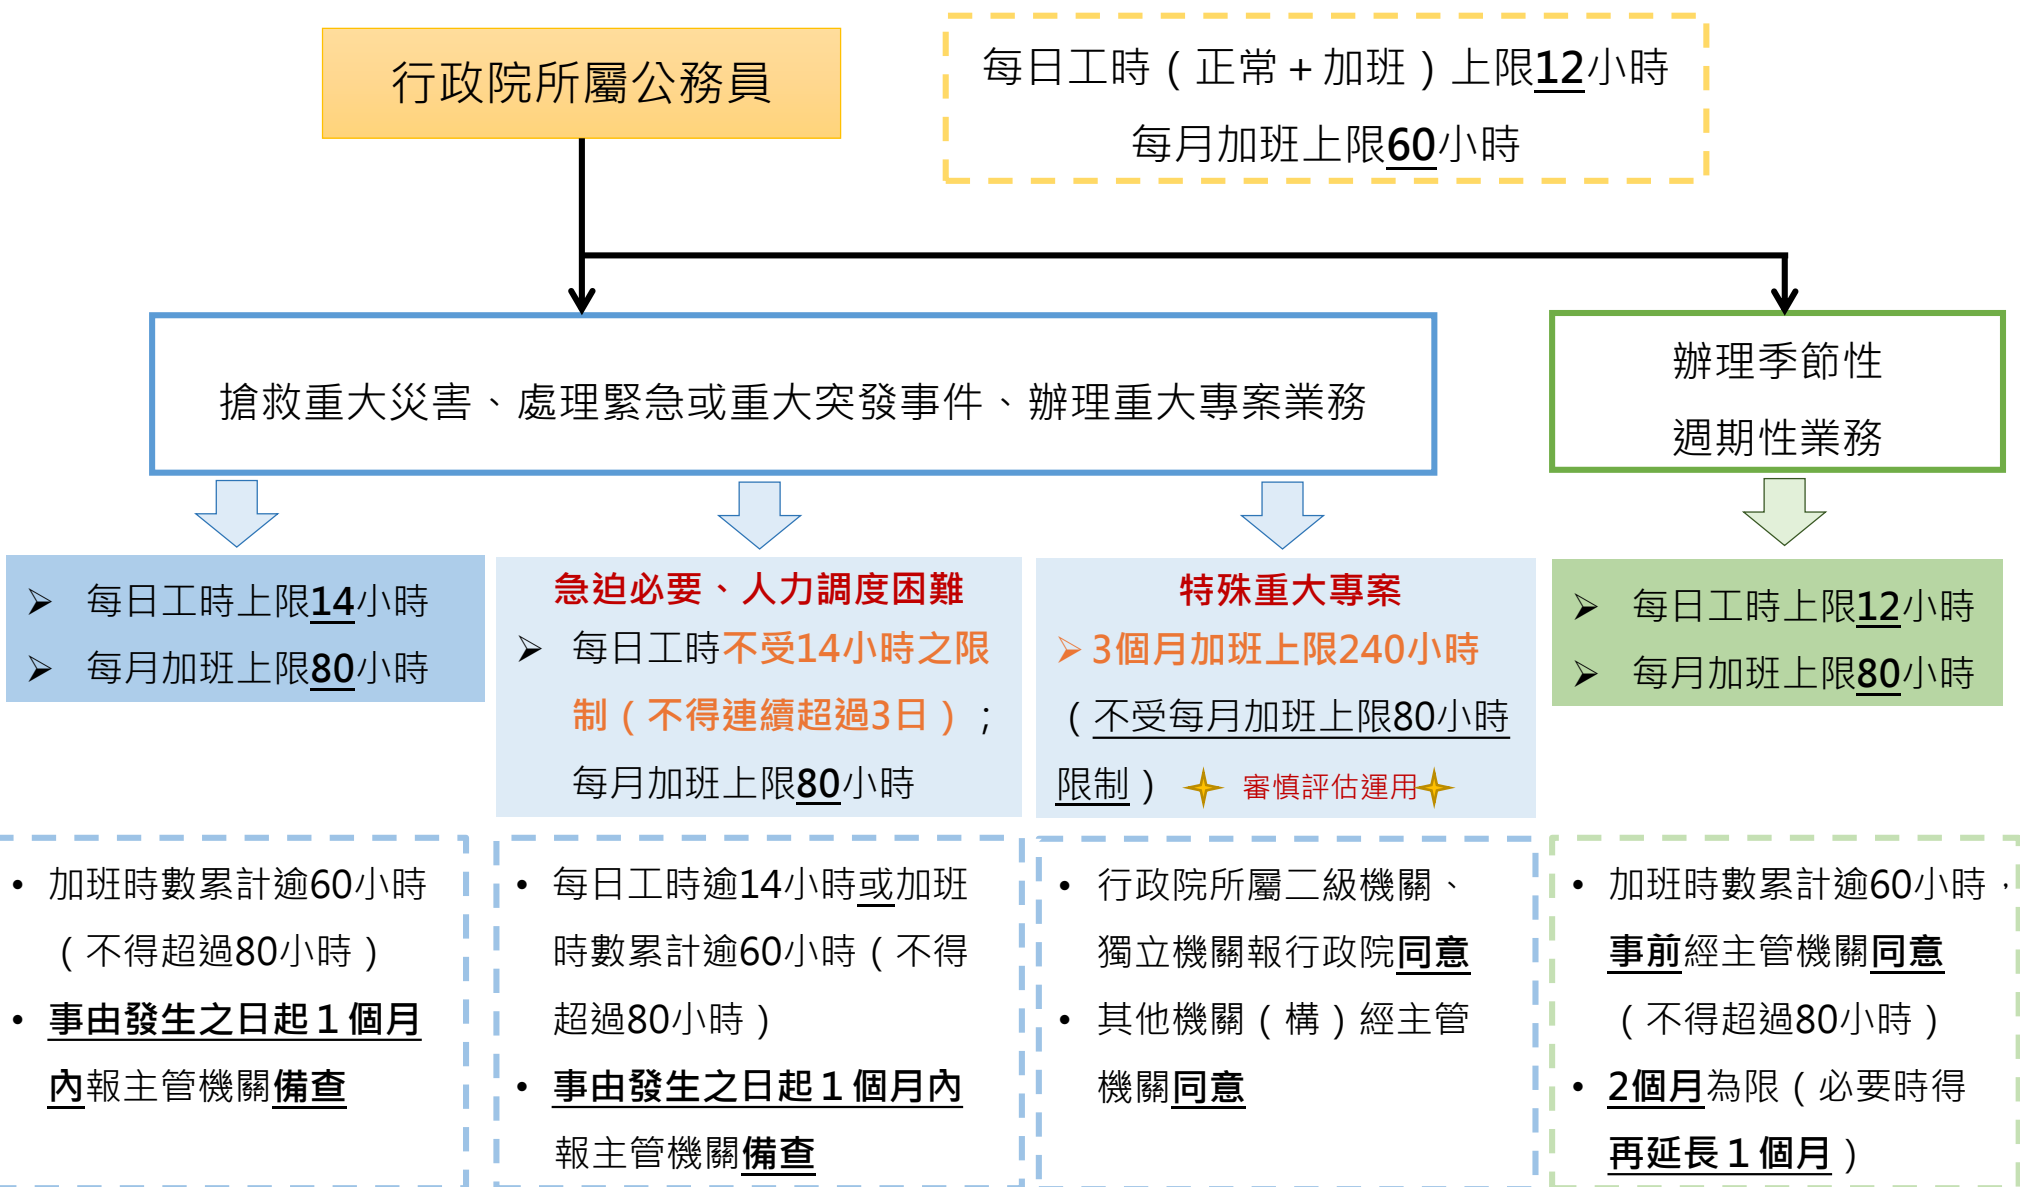 行政院所屬公務員
每日工時（正常+加班）上限12小時
每月加班上限60小時
搶救重大災害、處理緊急或重大突發事件、辦理重大專案業務
辦理季節性
週期性業務
➢ 每日工時上限14小時
➢ 每月加班上限80小時
急迫必要、人力調度困難
➢ 每日工時不受14小時之限
制（不得連續超過3日）；
每月加班上限80小時
特殊重大專案
➢ 3個月加班上限240小時
（不受每月加班上限80小時
限制）
審慎評估運用
➢ 每日工時上限12小時
➢ 每月加班上限80小時
• 加班時數累計逾60小時
（不得超過80小時）
• 事由發生之日起１個月
內報主管機關備查
• 每日工時逾14小時或加班
時數累計逾60小時（不得
超過80小時）
• 事由發生之日起１個月內
報主管機關備查
• 行政院所屬二級機關、
獨立機關報行政院同意
• 其他機關（構）經主管
機關同意
• 加班時數累計逾60小時，
事前經主管機關同意
（不得超過80小時）
• 2個月為限（必要時得
再延長１個月）